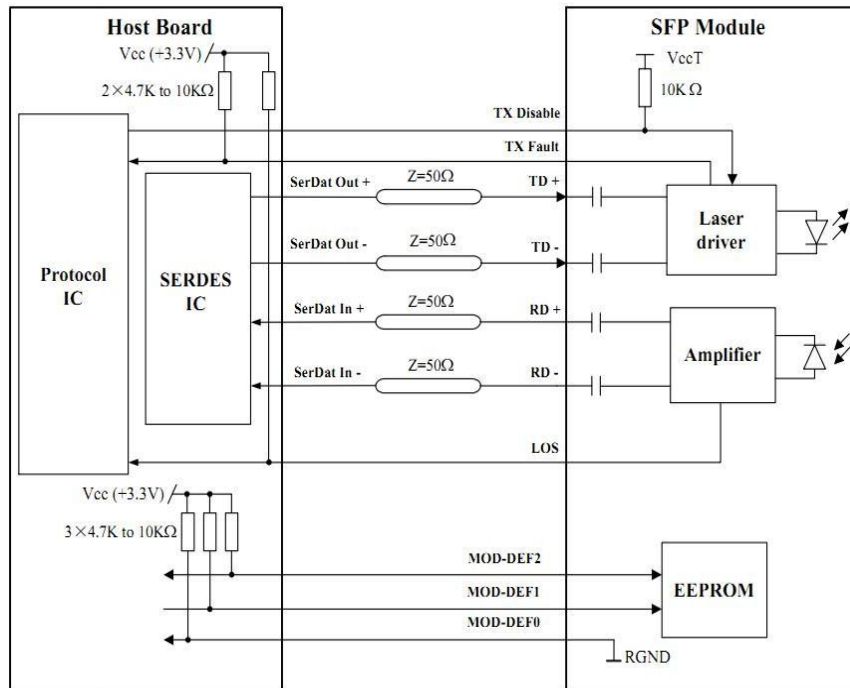 Host Board
SFP Module
Vcc (+3.3V)
VccT
2×4.7K to 10KΩ
10K Ω
TX Disable
TX Fault
SerDat Out +
Z=50Ω
TD +
Laser
driver
SerDat Out -
Z=50Ω
TD -
Protocol
IC
SERDES
IC
SerDat In +
Z=50Ω
RD +
Amplifier
SerDat In -
Z=50Ω
RD -
LOS
Vcc (+3.3V)
3×4.7K to 10KΩ
MOD-DEF2
EEPROM
MOD-DEF1
MOD-DEF0
RGND